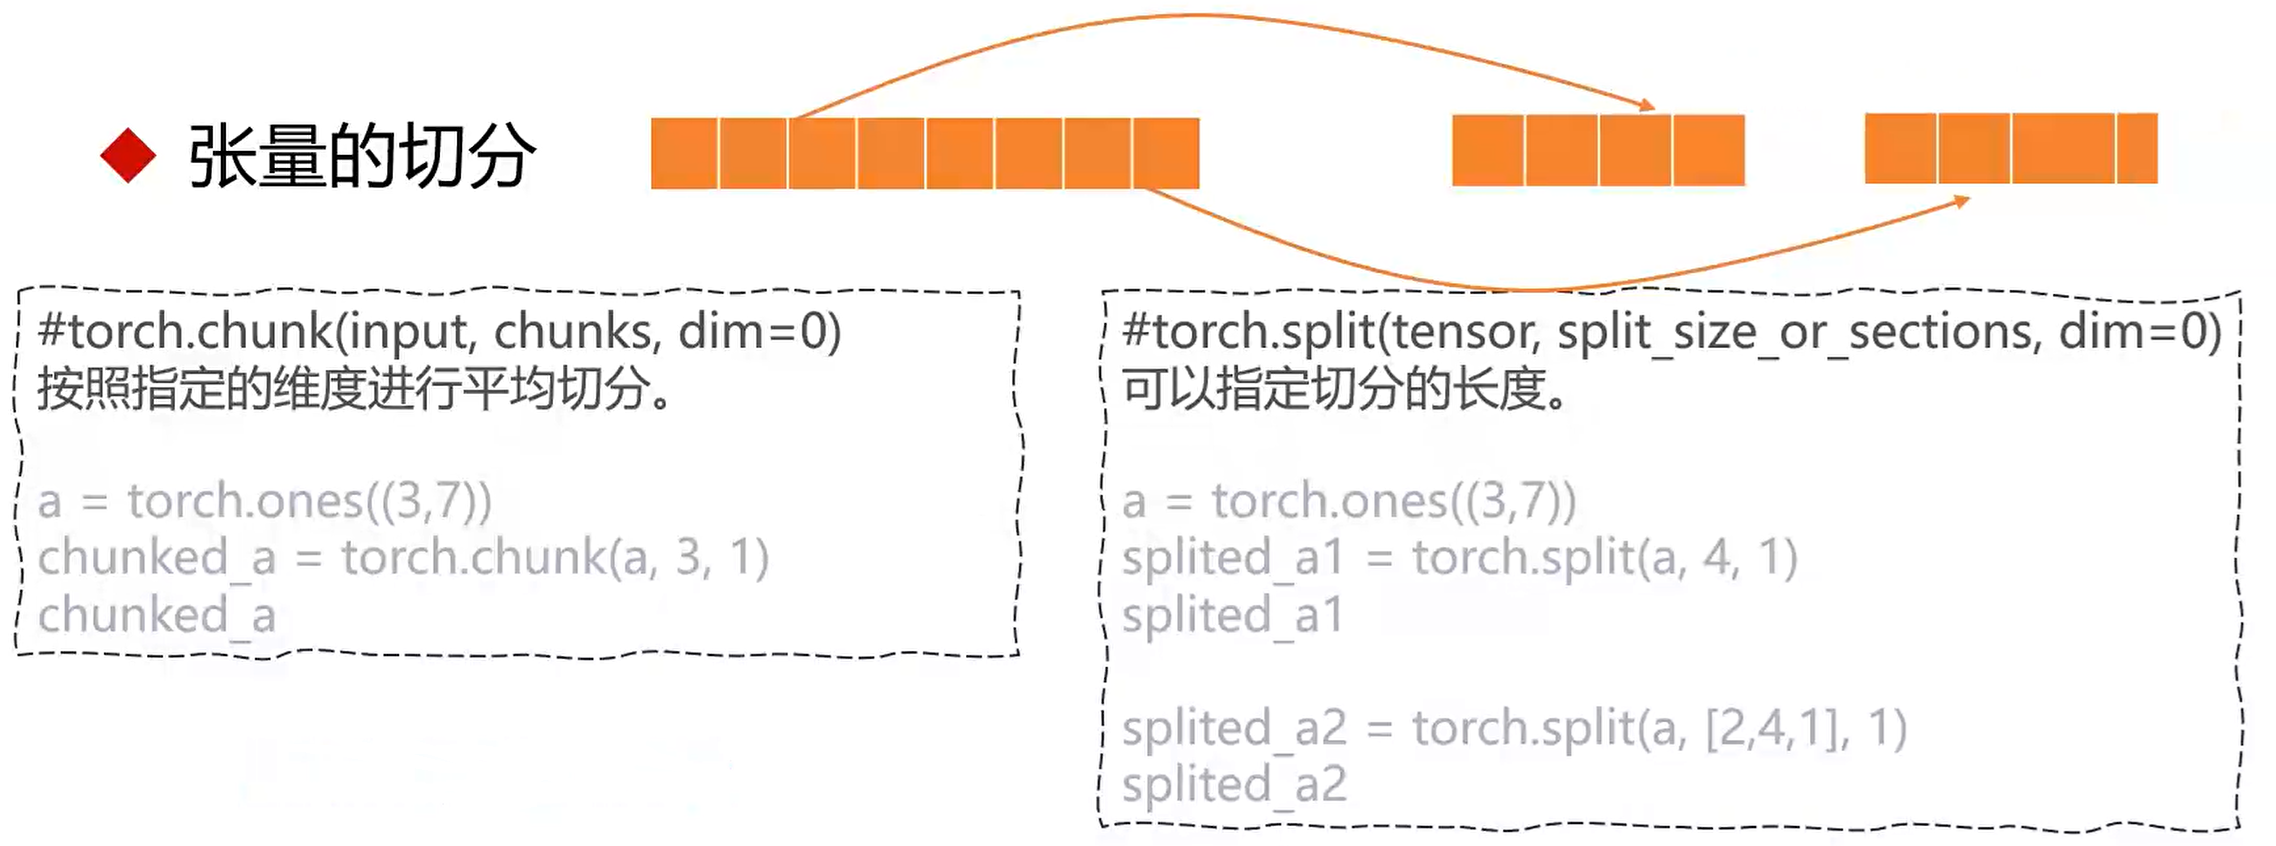 张量的切分
#torch.chunk(input, chunks, dim=0)
按照指定的维度进行平均切分。
a = torch.ones((3,7))
chunked_a = torch.chunk(a, 3, 1)
chunked_a
#torch.split(tensor, split_size_or_sections, dim=0)
可以指定切分的长度。
a = torch.ones((3,7))
splited_a1 = torch.split(a, 4, 1)
splited_a1
splited_a2 = torch.split(a, [2,4,1], 1)
splited_a2